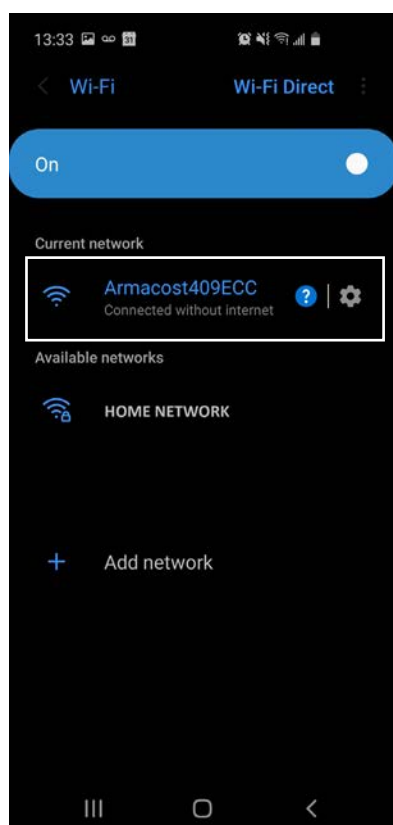 13:33 31
Wi-Fi Wi-Fi Direct
On
Current network
Armacost409ECC
Connected without internet
?
Available networks
HOME NETWORK
+ Add network